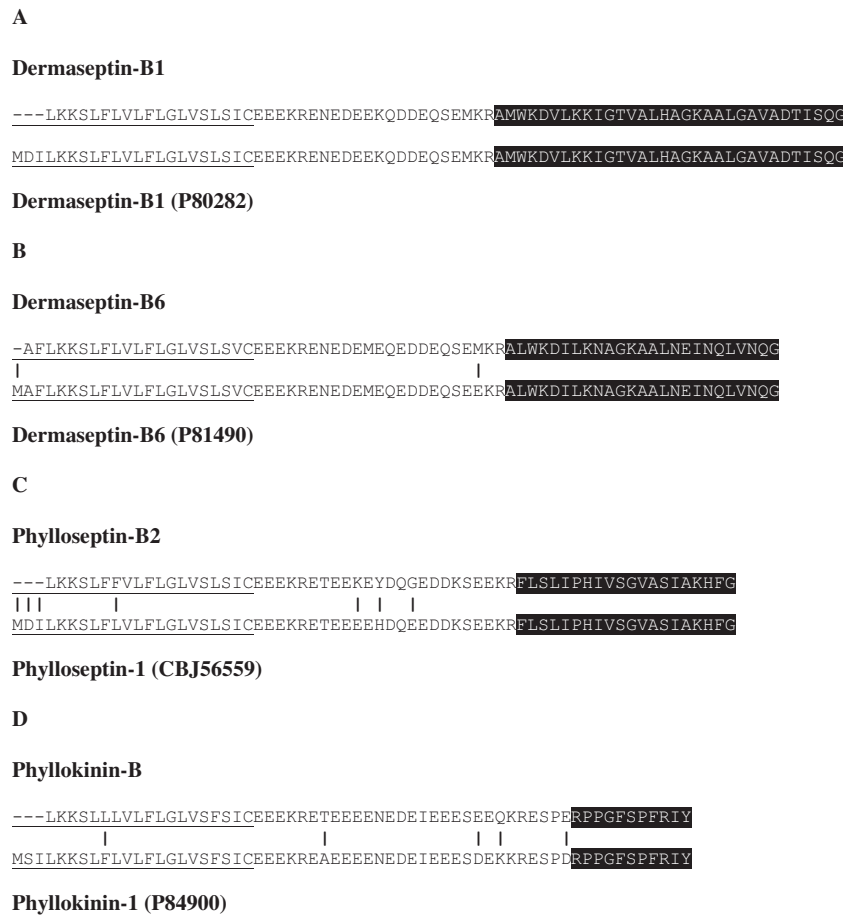 A
Dermaseptin-B1
---LKKSLFLVLFLGLVSLSICEEEKRENEDEEKQDDEQSEMKRAMWKDVLKKIGTVALHAGKAALGAVADTISQG
MDILKKSLFLVLFLGLVSLSICEEEKRENEDEEKQDDEQSEMKRAMWKDVLKKIGTVALHAGKAALGAVADTISQG
Dermaseptin-B1 (P80282)
B
Dermaseptin-B6
-AFLKKSLFLVLFLGLVSLSVCEEEKRENEDEMEQEDDEQSEMKRALWKDILKNAGKAALNEINQLVNQG
MAFLKKSLFLVLFLGLVSLSVCEEEKRENEDEMEQEDDEQSEEKRALWKDILKNAGKAALNEINQLVNQG
Dermaseptin-B6 (P81490)
C
Phylloseptin-B2
---LKKSLFFVLFLGLVSLSICEEEKRETEEKEYDQGEDDKSEEKRFLSLIPHIVSGVASIAKHFG
MDILKKSLFLVLFLGLVSLSICEEEKRETEEEEHDQEEDDKSEEKRFLSLIPHIVSGVASIAKHFG
Phylloseptin-1 (CBJ56559)
D
Phyllokinin-B
---LKKSLLLVLFLGLVSFSICEEEKRETEEEENEDEIEEESEEQKRESPERPPGFSPFRIY
MSILKKSLFLVLFLGLVSFSICEEEKREAEEEENEDEIEEESDEKKRESPDRPPGFSPFRIY
Phyllokinin-1 (P84900)